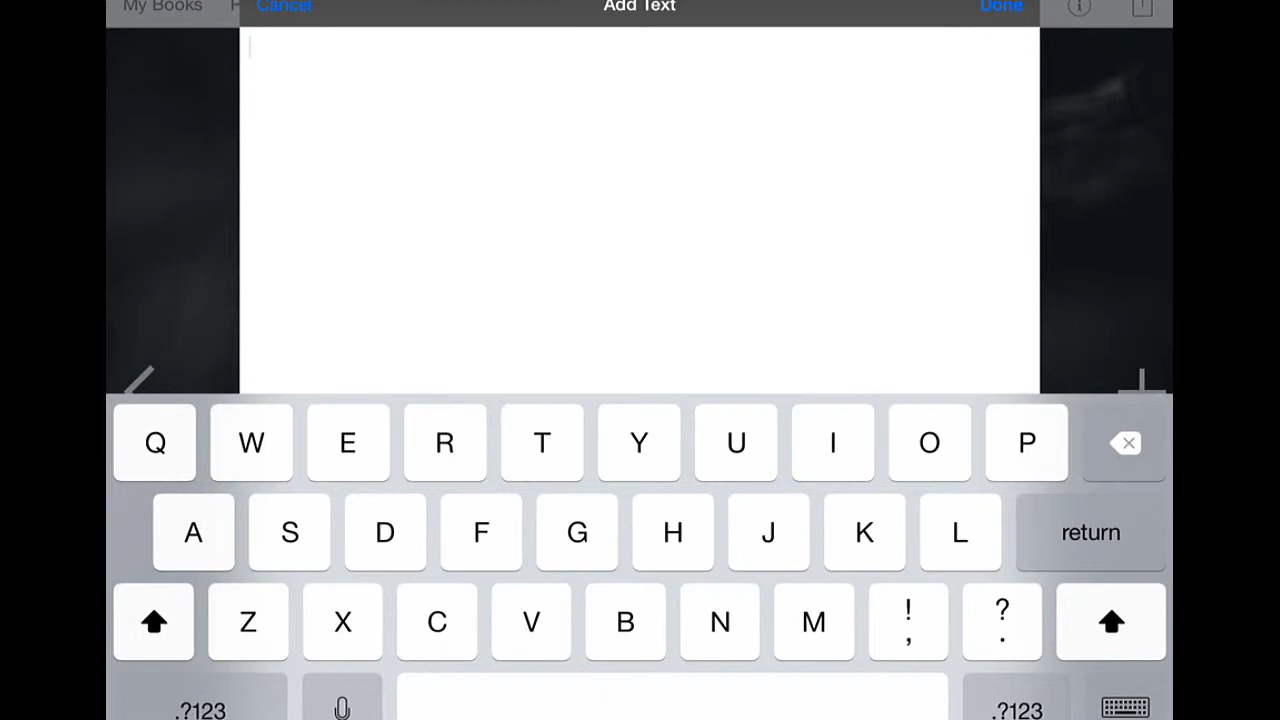 My Books P Cancel Add Text Done
Q W E R T Y U I O P
A S D F G H J K L return
Z X C V B N M ! , ? .
.?123 .?123